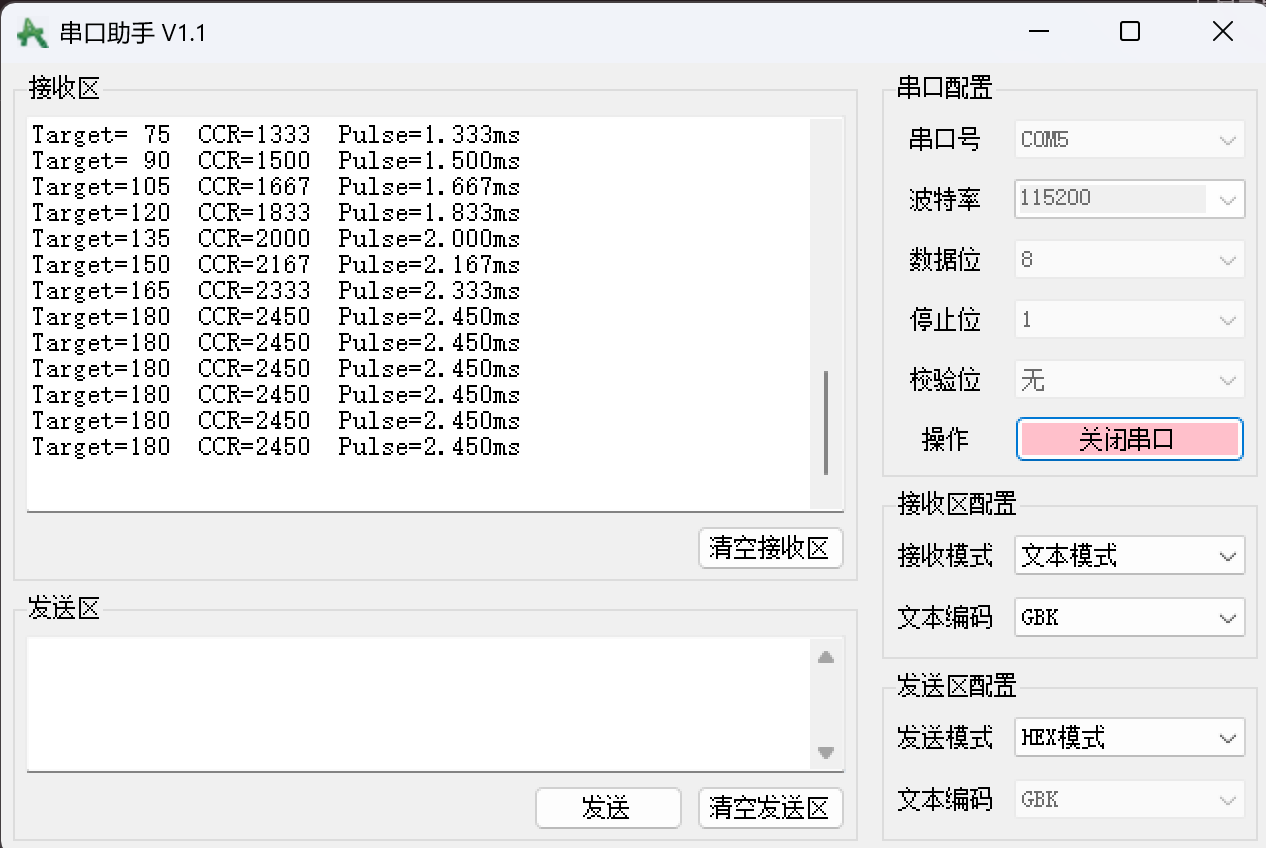 串口助手 V1.1
接收区
Target= 75  CCR=1333  Pulse=1.333ms
Target= 90  CCR=1500  Pulse=1.500ms
Target=105  CCR=1667  Pulse=1.667ms
Target=120  CCR=1833  Pulse=1.833ms
Target=135  CCR=2000  Pulse=2.000ms
Target=150  CCR=2167  Pulse=2.167ms
Target=165  CCR=2333  Pulse=2.333ms
Target=180  CCR=2450  Pulse=2.450ms
Target=180  CCR=2450  Pulse=2.450ms
Target=180  CCR=2450  Pulse=2.450ms
Target=180  CCR=2450  Pulse=2.450ms
Target=180  CCR=2450  Pulse=2.450ms
Target=180  CCR=2450  Pulse=2.450ms
清空接收区
发送区
发送 清空发送区
串口配置
串口号 COM5
波特率 115200
数据位 8
停止位 1
校验位 无
操作 关闭串口
接收区配置
接收模式 文本模式
文本编码 GBK
发送区配置
发送模式 HEX模式
文本编码 GBK